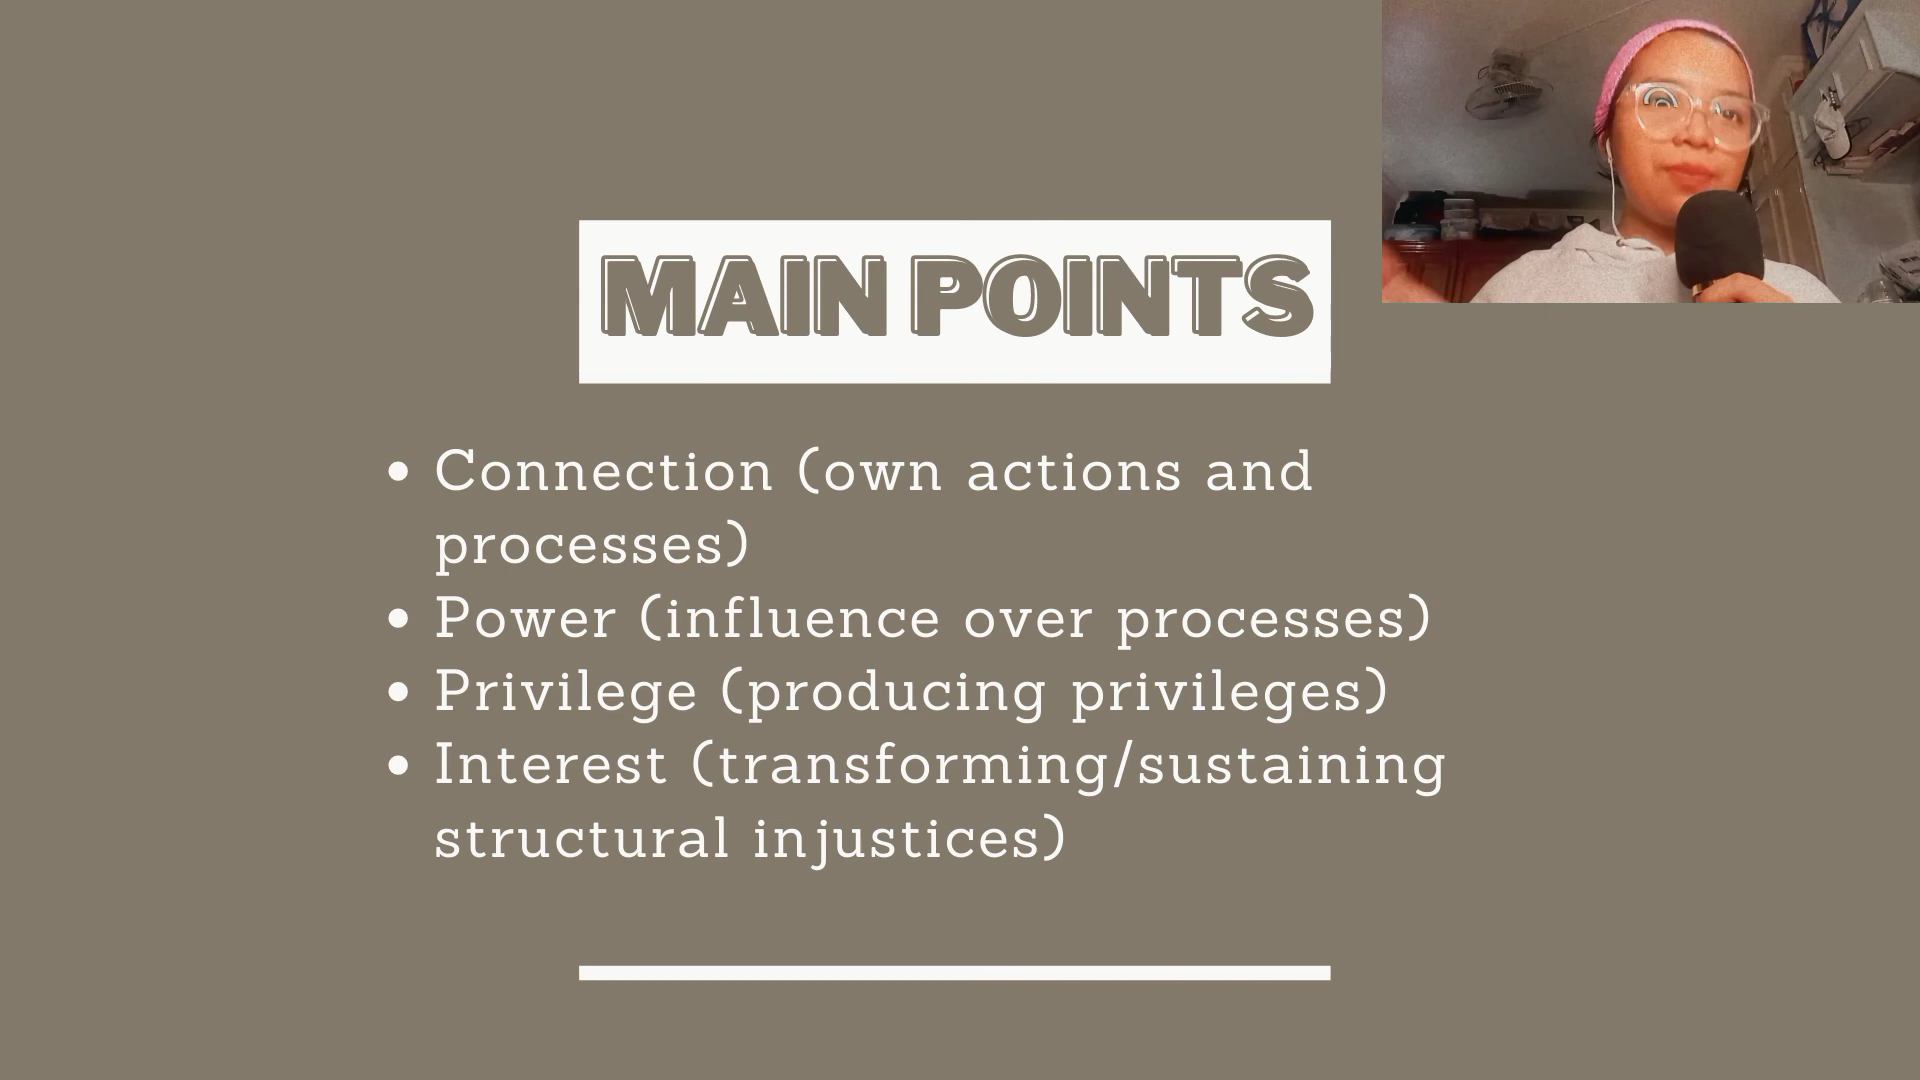 MAIN POINTS
• Connection (own actions and
processes)
• Power (influence over processes)
• Privilege (producing privileges)
• Interest (transforming/sustaining
structural injustices)